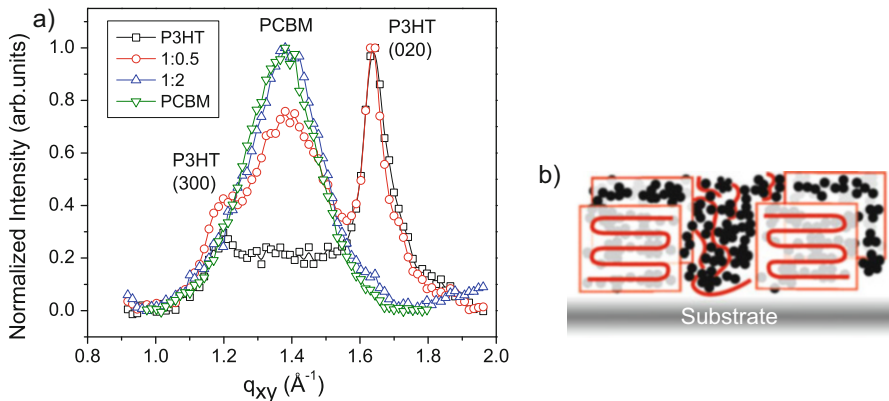 a)
P3HT
1:0.5
1:2
PCBM
PCBM
P3HT
(020)
P3HT
(300)
Normalized Intensity (arb.units)
1.0
0.8
0.6
0.4
0.2
0.0
0.8
1.0
1.2
1.4
1.6
1.8
2.0
qxy (Å-1)
b)
Substrate